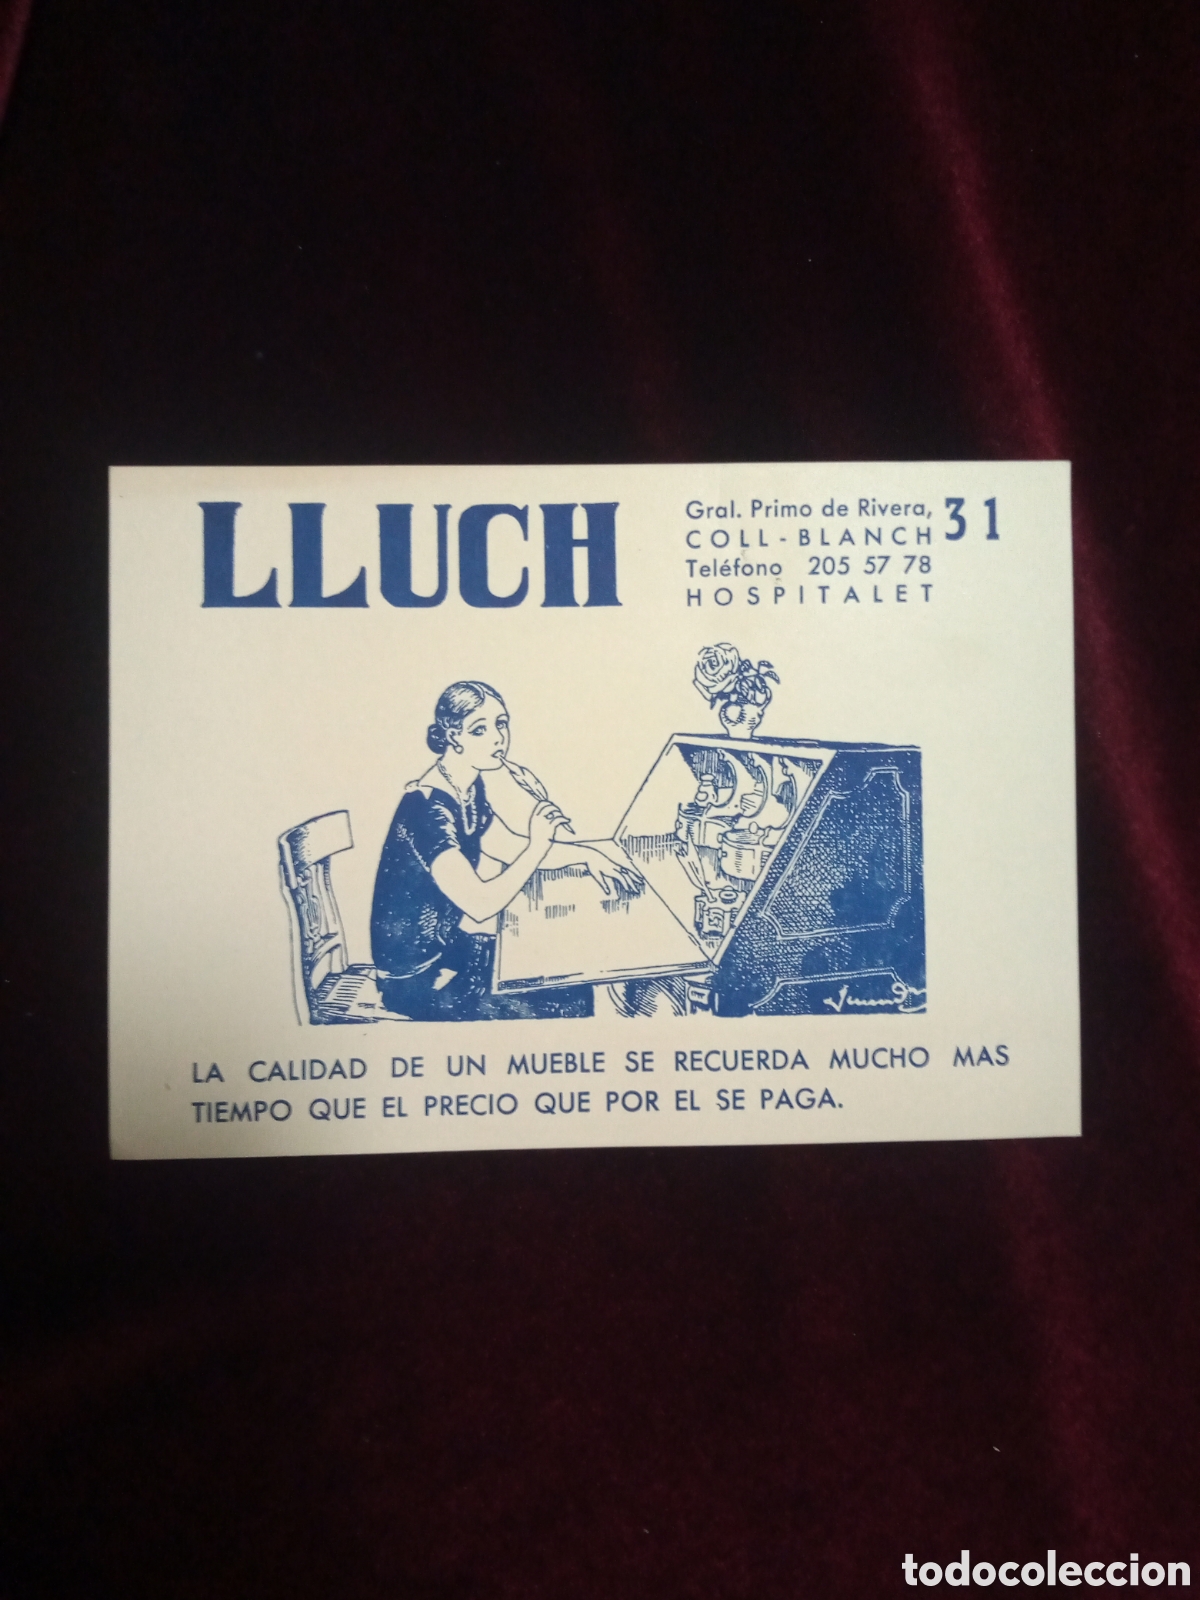 LLUCH
Gral. Primo de Rivera, 31
COLL-BLANCH
Teléfono 205 57 78
HOSPITALET
LA CALIDAD DE UN MUEBLE SE RECUERDA MUCHO MAS
TIEMPO QUE EL PRECIO QUE POR EL SE PAGA.
todocoleccion